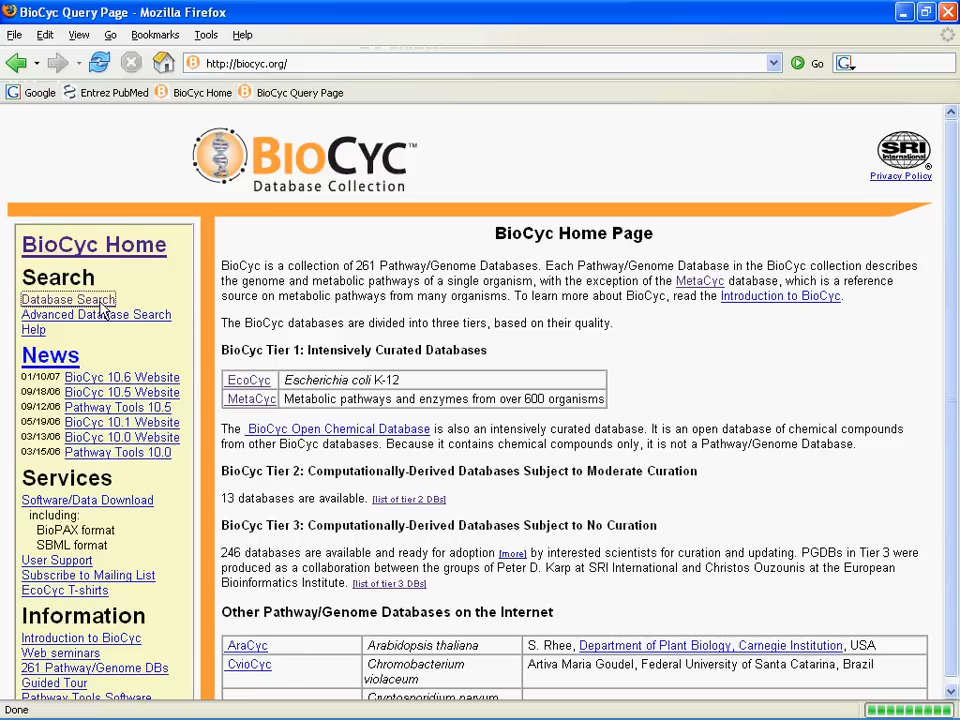 BioCyc Query Page - Mozilla Firefox
File Edit View Go Bookmarks Tools Help
http://biocyc.org/ Go
Google Entrez PubMed BioCyc Home BioCyc Query Page
BioCyc™
Database Collection
SRI
International
®
Privacy Policy
BioCyc Home
Search
Database Search
Advanced Database Search
Help
News
01/10/07 BioCyc 10.6 Website
09/18/06 BioCyc 10.5 Website
09/12/06 Pathway Tools 10.5
05/19/06 BioCyc 10.1 Website
03/13/06 BioCyc 10.0 Website
03/15/06 Pathway Tools 10.0
Services
Software/Data Download
including:
BioPAX format
SBML format
User Support
Subscribe to Mailing List
EcoCyc T-shirts
Information
Introduction to BioCyc
Web seminars
261 Pathway/Genome DBs
Guided Tour
Pathway Tools Software
BioCyc Home Page
BioCyc is a collection of 261 Pathway/Genome Databases. Each Pathway/Genome Database in the BioCyc collection describes
the genome and metabolic pathways of a single organism, with the exception of the MetaCyc database, which is a reference
source on metabolic pathways from many organisms. To learn more about BioCyc, read the Introduction to BioCyc.
The BioCyc databases are divided into three tiers, based on their quality.
BioCyc Tier 1: Intensively Curated Databases
EcoCyc Escherichia coli K-12
MetaCyc Metabolic pathways and enzymes from over 600 organisms
The BioCyc Open Chemical Database is also an intensively curated database. It is an open database of chemical compounds
from other BioCyc databases. Because it contains chemical compounds only, it is not a Pathway/Genome Database.
BioCyc Tier 2: Computationally-Derived Databases Subject to Moderate Curation
13 databases are available. [list of tier 2 DBs]
BioCyc Tier 3: Computationally-Derived Databases Subject to No Curation
246 databases are available and ready for adoption [more] by interested scientists for curation and updating. PGDBs in Tier 3 were
produced as a collaboration between the groups of Peter D. Karp at SRI International and Christos Ouzounis at the European
Bioinformatics Institute. [list of tier 3 DBs]
Other Pathway/Genome Databases on the Internet
AraCyc Arabidopsis thaliana S. Rhee, Department of Plant Biology, Carnegie Institution, USA
CvioCyc Chromobacterium violaceum Artiva Maria Goudel, Federal University of Santa Catarina, Brazil
Cryptosporidium parvum
Done